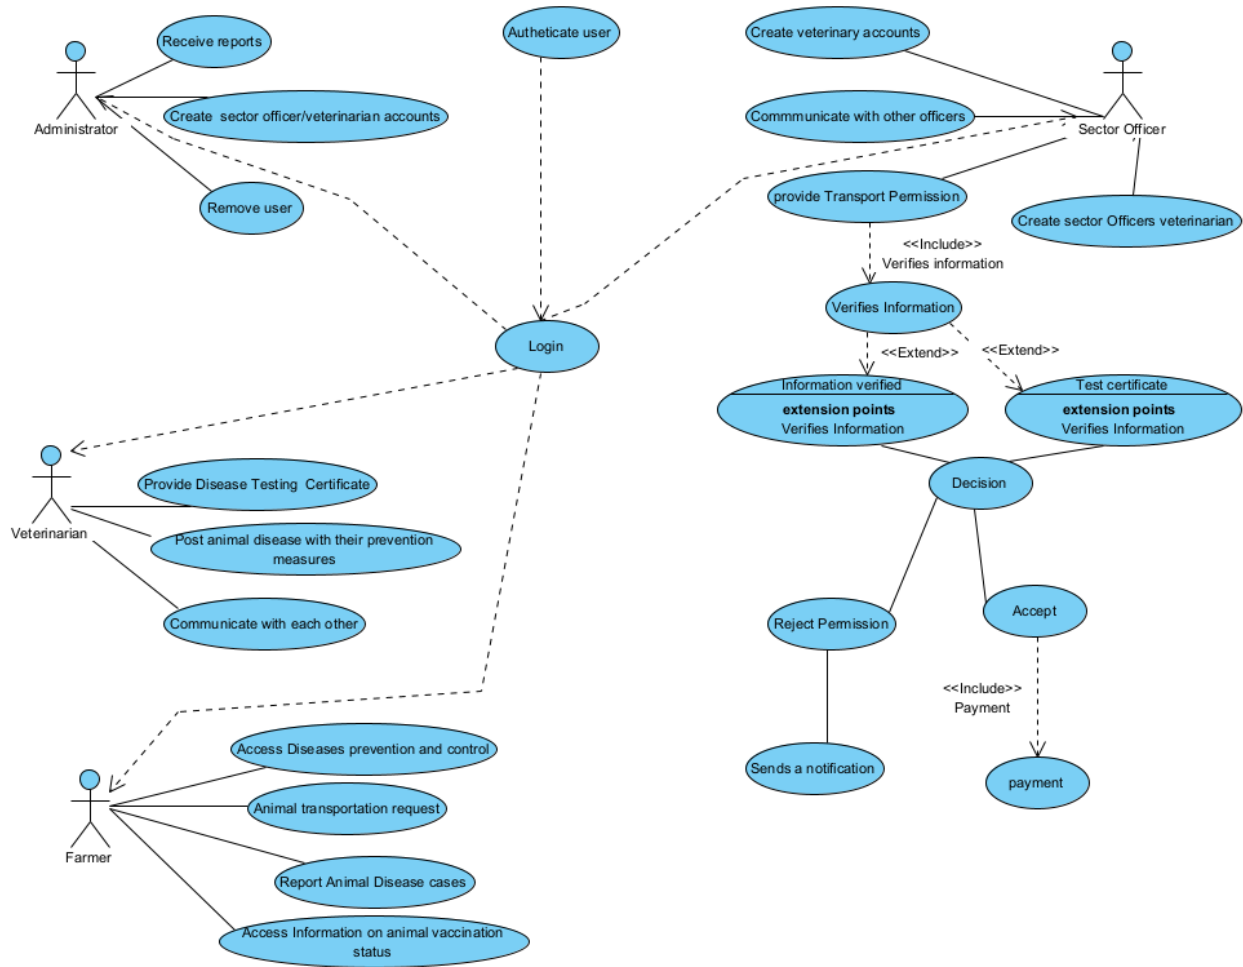 Receive reports
Autheticate user
Create veterinary accounts
Create sector officer/veterinarian accounts
Administrator
Commmunicate with other officers
Sector Officer
Remove user
provide Transport Permission
Create sector Officers veterinarian
<<Include>>
Verifies information
Verifies Information
Login
<<Extend>>
<<Extend>>
Information verified
extension points
Verifies Information
Test certificate
extension points
Verifies Information
Decision
Provide Disease Testing Certificate
Veterinarian
Post animal disease with their prevention
measures
Communicate with each other
Reject Permission
Accept
<<Include>>
Payment
Sends a notification
payment
Access Diseases prevention and control
Animal transportation request
Farmer
Report Animal Disease cases
Access Information on animal vaccination
status